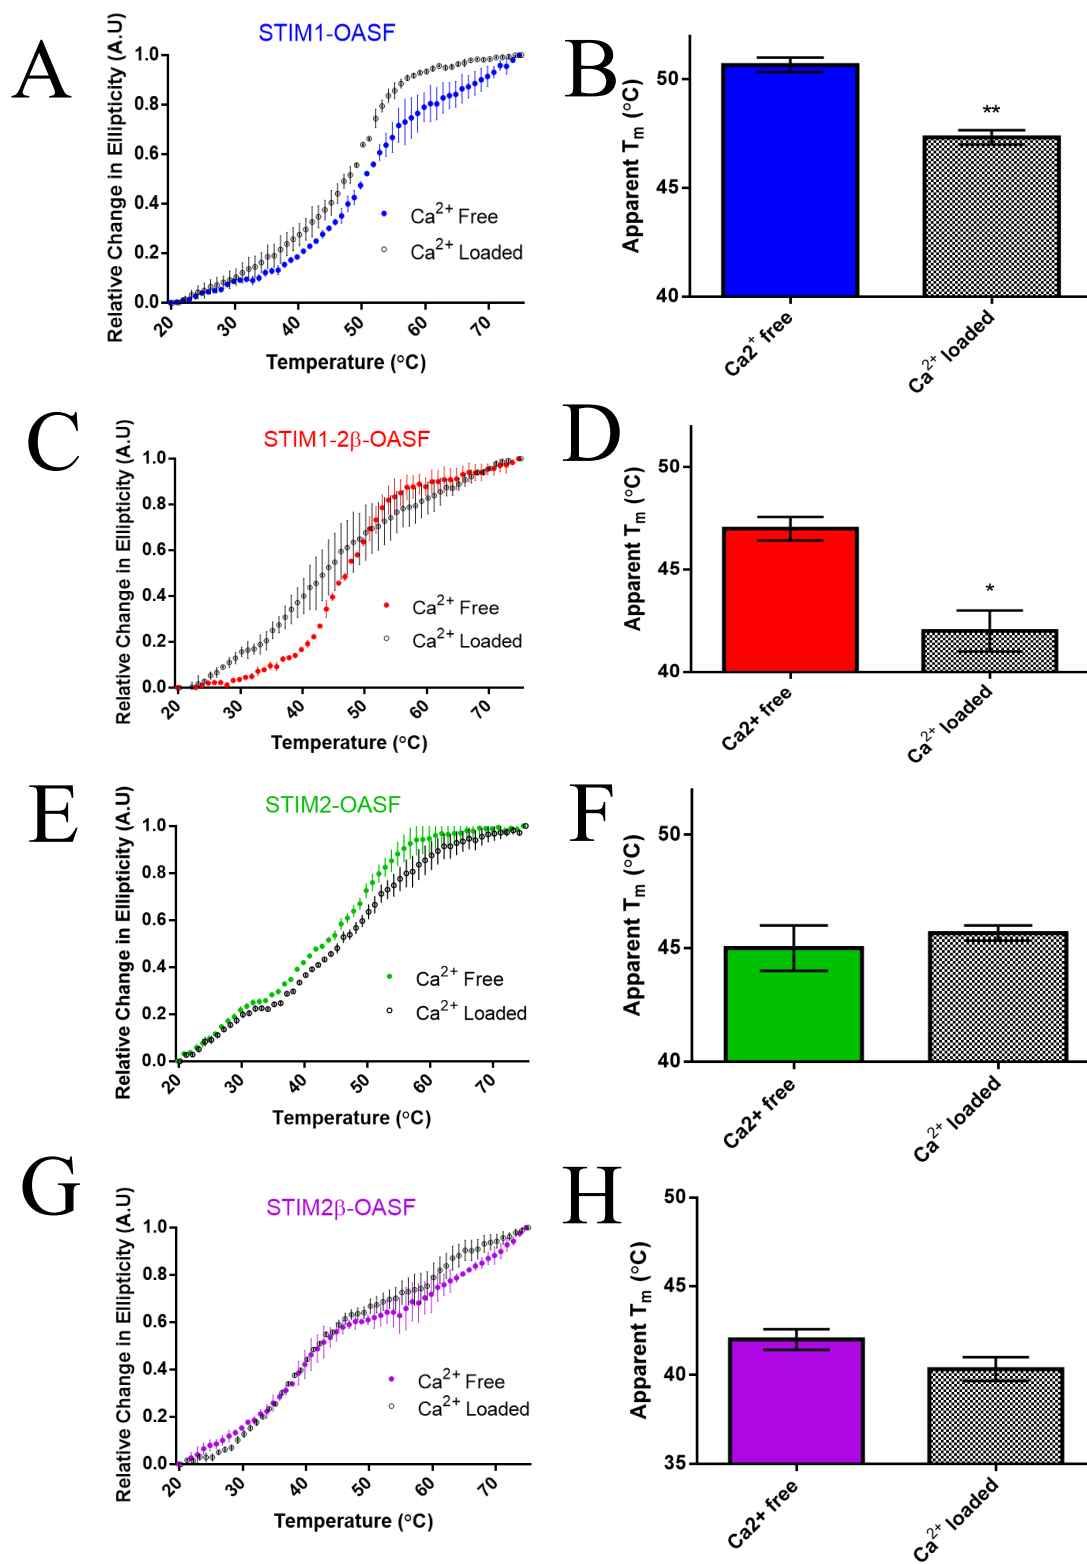 A
STIM1-OASF
Relative Change in Ellipticity (A.U)
1.0
0.8
0.6
0.4
0.2
0.0
Ca2+ Free
Ca2+ Loaded
20
30
40
50
60
70
Temperature (°C)
B
Apparent Tm (°C)
50
45
40
**
Ca2+ free
Ca2+ loaded
C
STIM1-2β-OASF
Relative Change in Ellipticity (A.U)
1.0
0.8
0.6
0.4
0.2
0.0
Ca2+ Free
Ca2+ Loaded
20
30
40
50
60
70
Temperature (°C)
D
Apparent Tm (°C)
50
45
40
*
Ca2+ free
Ca2+ loaded
E
STIM2-OASF
Relative Change in Ellipticity (A.U)
1.0
0.8
0.6
0.4
0.2
0.0
Ca2+ Free
Ca2+ Loaded
20
30
40
50
60
70
Temperature (°C)
F
Apparent Tm (°C)
50
45
40
Ca2+ free
Ca2+ loaded
G
STIM2β-OASF
Relative Change in Ellipticity (A.U)
1.0
0.8
0.6
0.4
0.2
0.0
Ca2+ Free
Ca2+ Loaded
20
30
40
50
60
70
Temperature (°C)
H
Apparent Tm (°C)
50
45
40
35
Ca2+ free
Ca2+ loaded